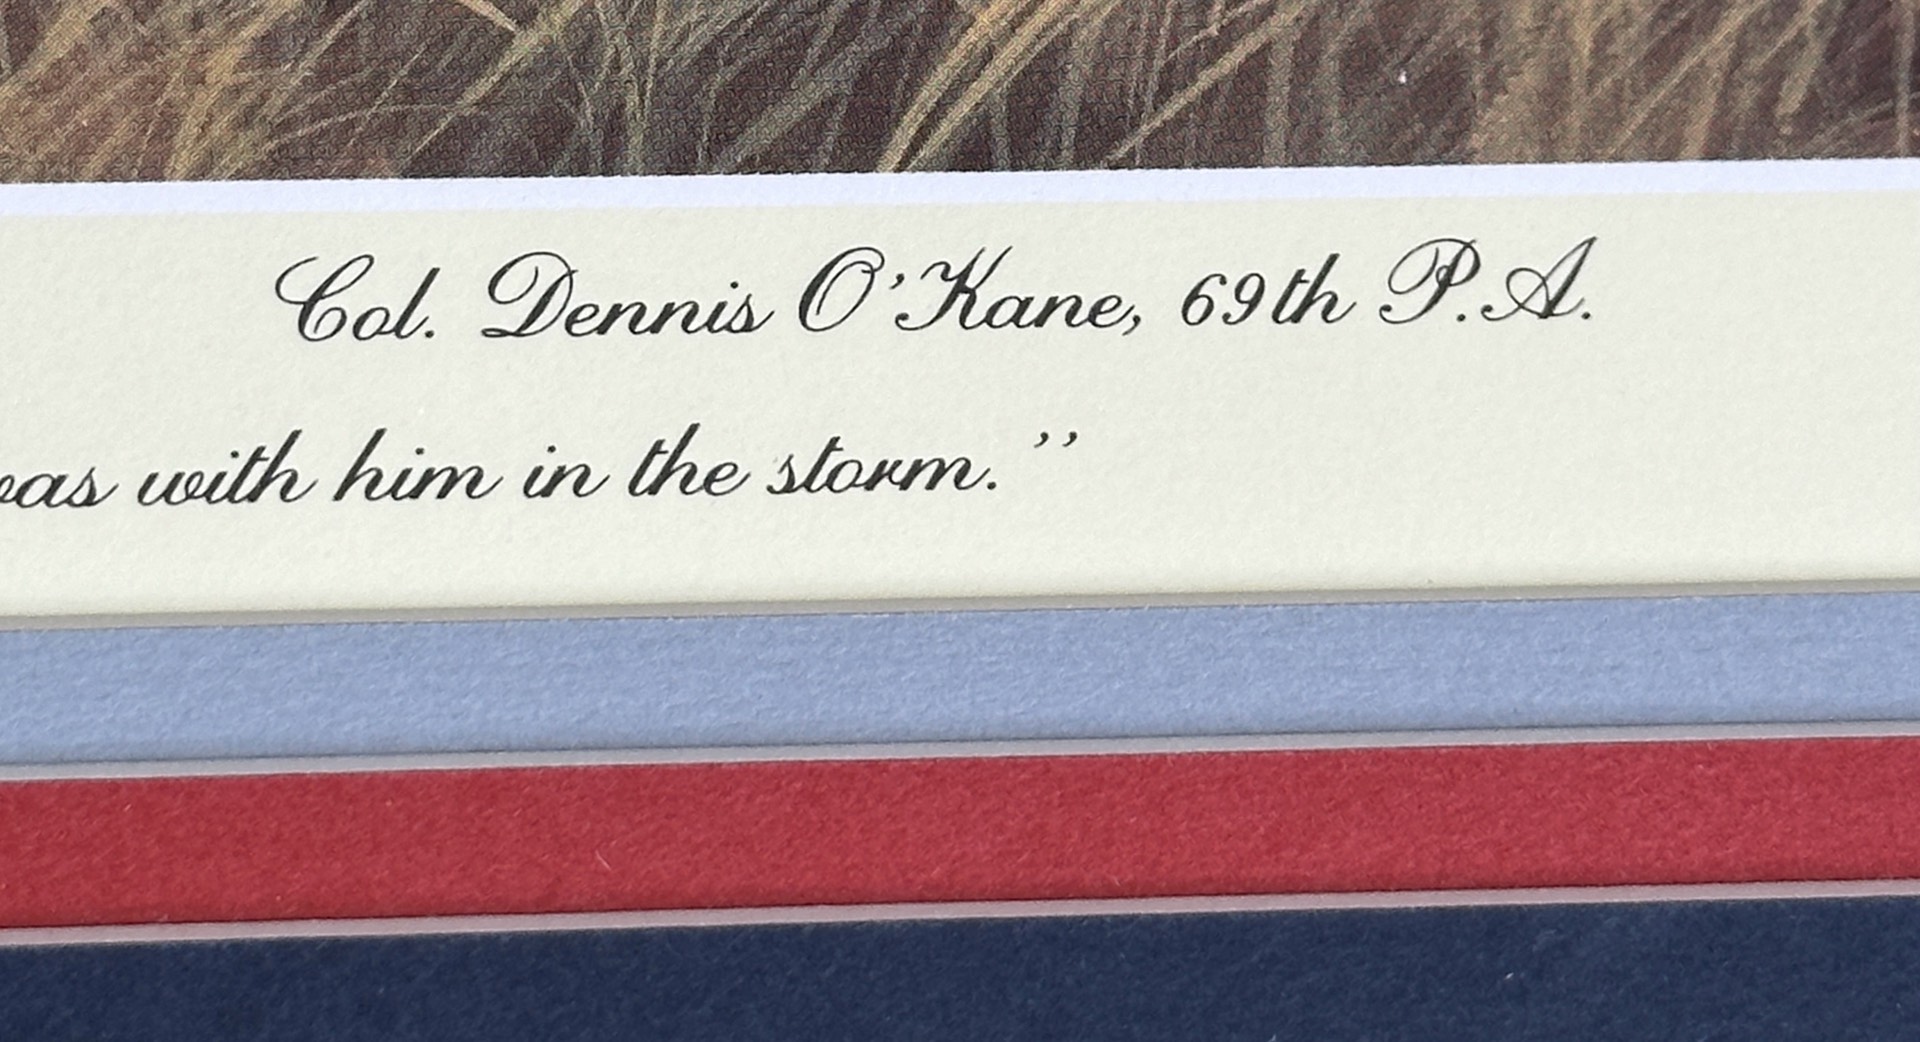 Col. Dennis O'Kane, 69th P.A.
with him in the storm.''